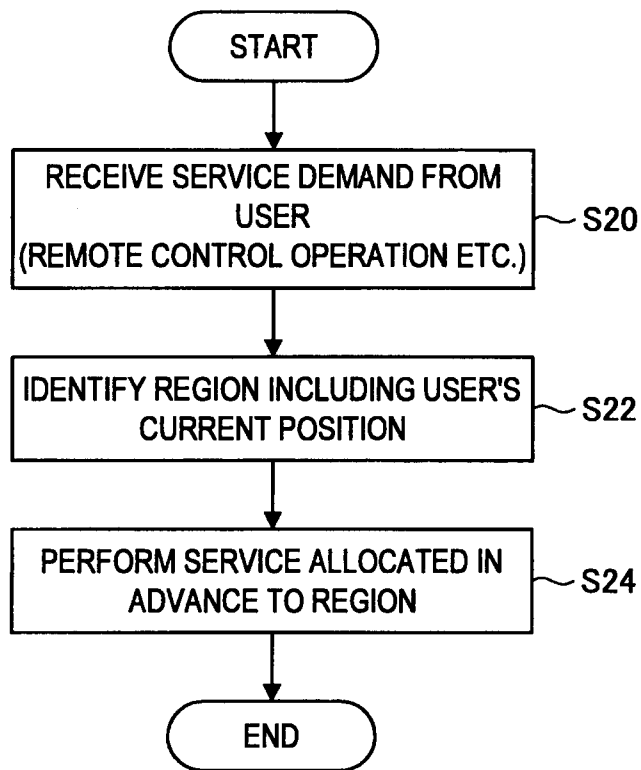 START
RECEIVE SERVICE DEMAND FROM
USER
(REMOTE CONTROL OPERATION ETC.)
S20
IDENTIFY REGION INCLUDING USER'S
CURRENT POSITION
S22
PERFORM SERVICE ALLOCATED IN
ADVANCE TO REGION
S24
END